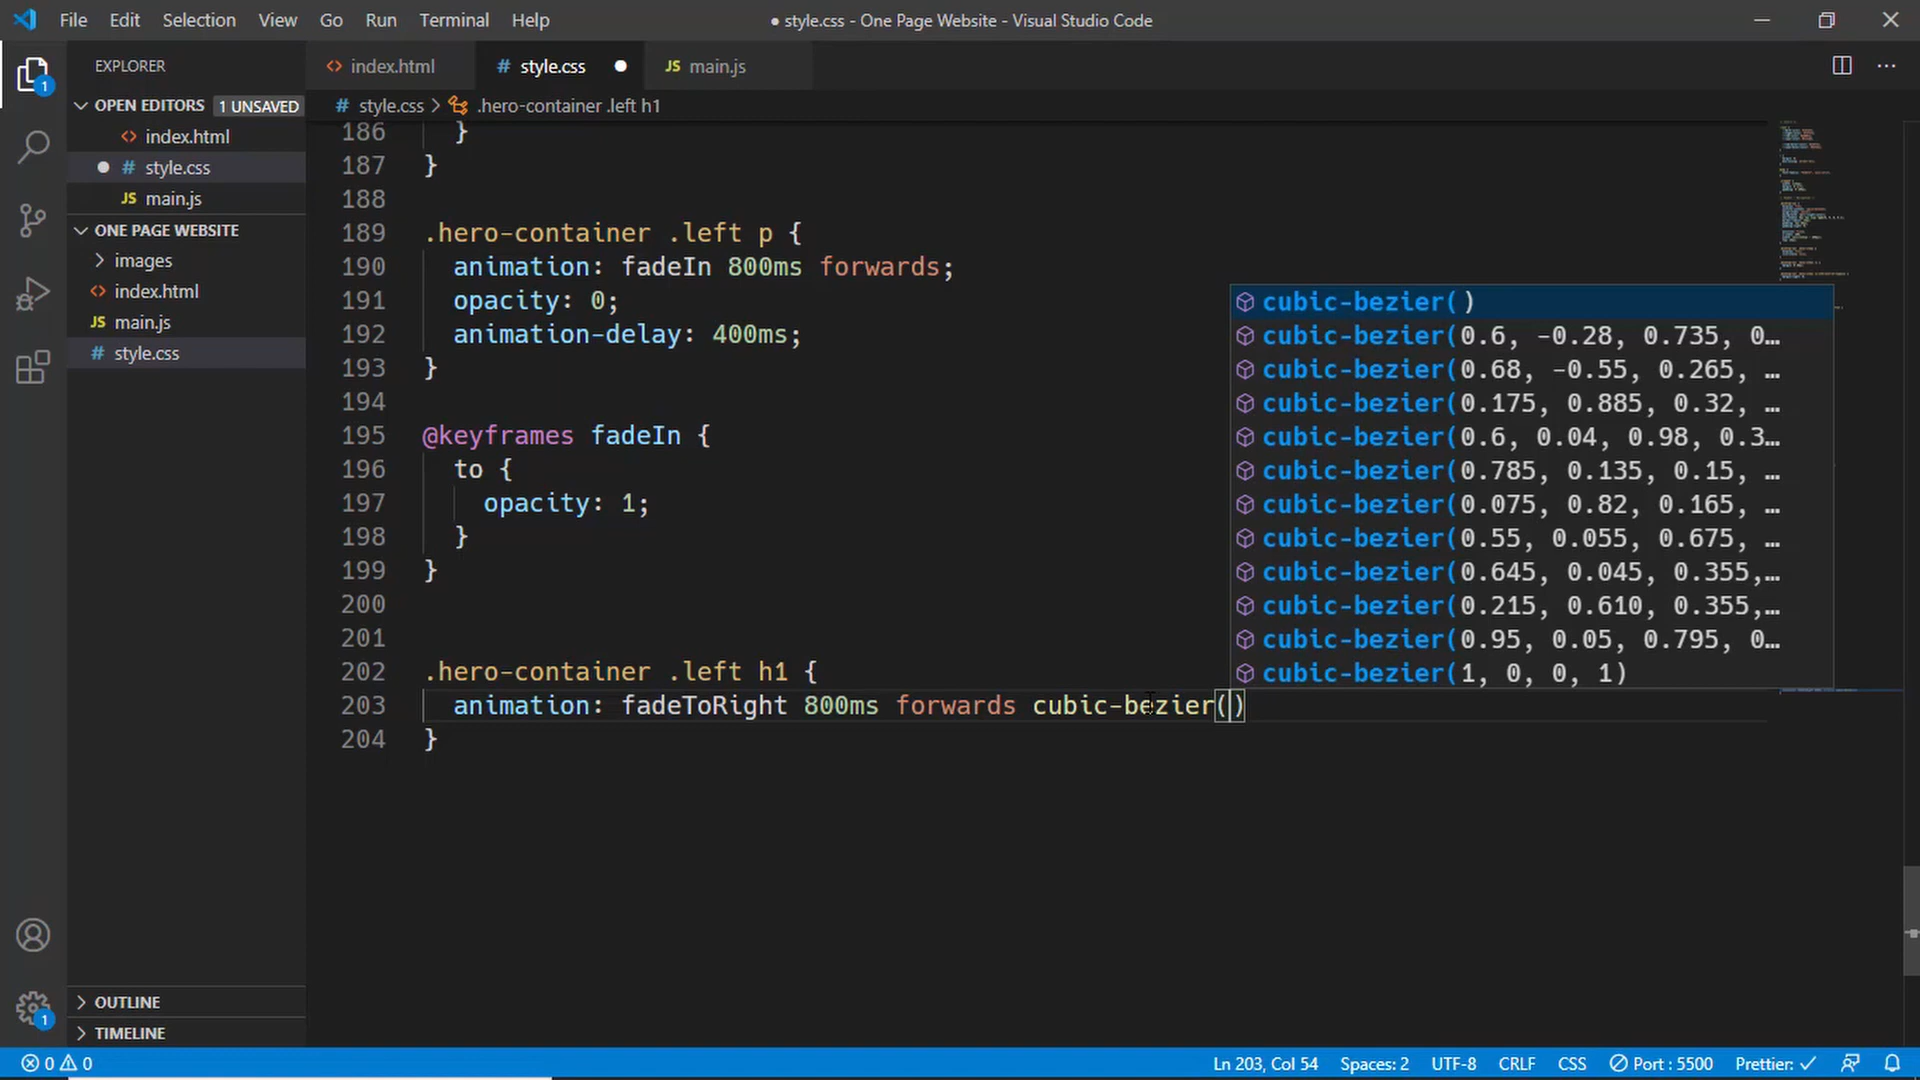 File Edit Selection View Go Run Terminal Help ● style.css - One Page Website - Visual Studio Code
EXPLORER
<> index.html # style.css ● JS main.js
OPEN EDITORS 1 UNSAVED
# style.css > .hero-container .left h1
<> index.html
● # style.css
JS main.js
ONE PAGE WEBSITE
> images
<> index.html
JS main.js
# style.css
OUTLINE
TIMELINE
186 }
187 }
188
189 .hero-container .left p {
190 animation: fadeIn 800ms forwards;
191 opacity: 0;
192 animation-delay: 400ms;
193 }
194
195 @keyframes fadeIn {
196 to {
197 opacity: 1;
198 }
199 }
200
201
202 .hero-container .left h1 {
203 animation: fadeToRight 800ms forwards cubic-bezier()
204 }
cubic-bezier()
cubic-bezier(0.6, -0.28, 0.735, 0…
cubic-bezier(0.68, -0.55, 0.265, …
cubic-bezier(0.175, 0.885, 0.32, …
cubic-bezier(0.6, 0.04, 0.98, 0.3…
cubic-bezier(0.785, 0.135, 0.15, …
cubic-bezier(0.075, 0.82, 0.165, …
cubic-bezier(0.55, 0.055, 0.675, …
cubic-bezier(0.645, 0.045, 0.355,…
cubic-bezier(0.215, 0.610, 0.355,…
cubic-bezier(0.95, 0.05, 0.795, 0…
cubic-bezier(1, 0, 0, 1)
1
1
0 0 Ln 203, Col 54 Spaces: 2 UTF-8 CRLF CSS Port : 5500 Prettier: ✓